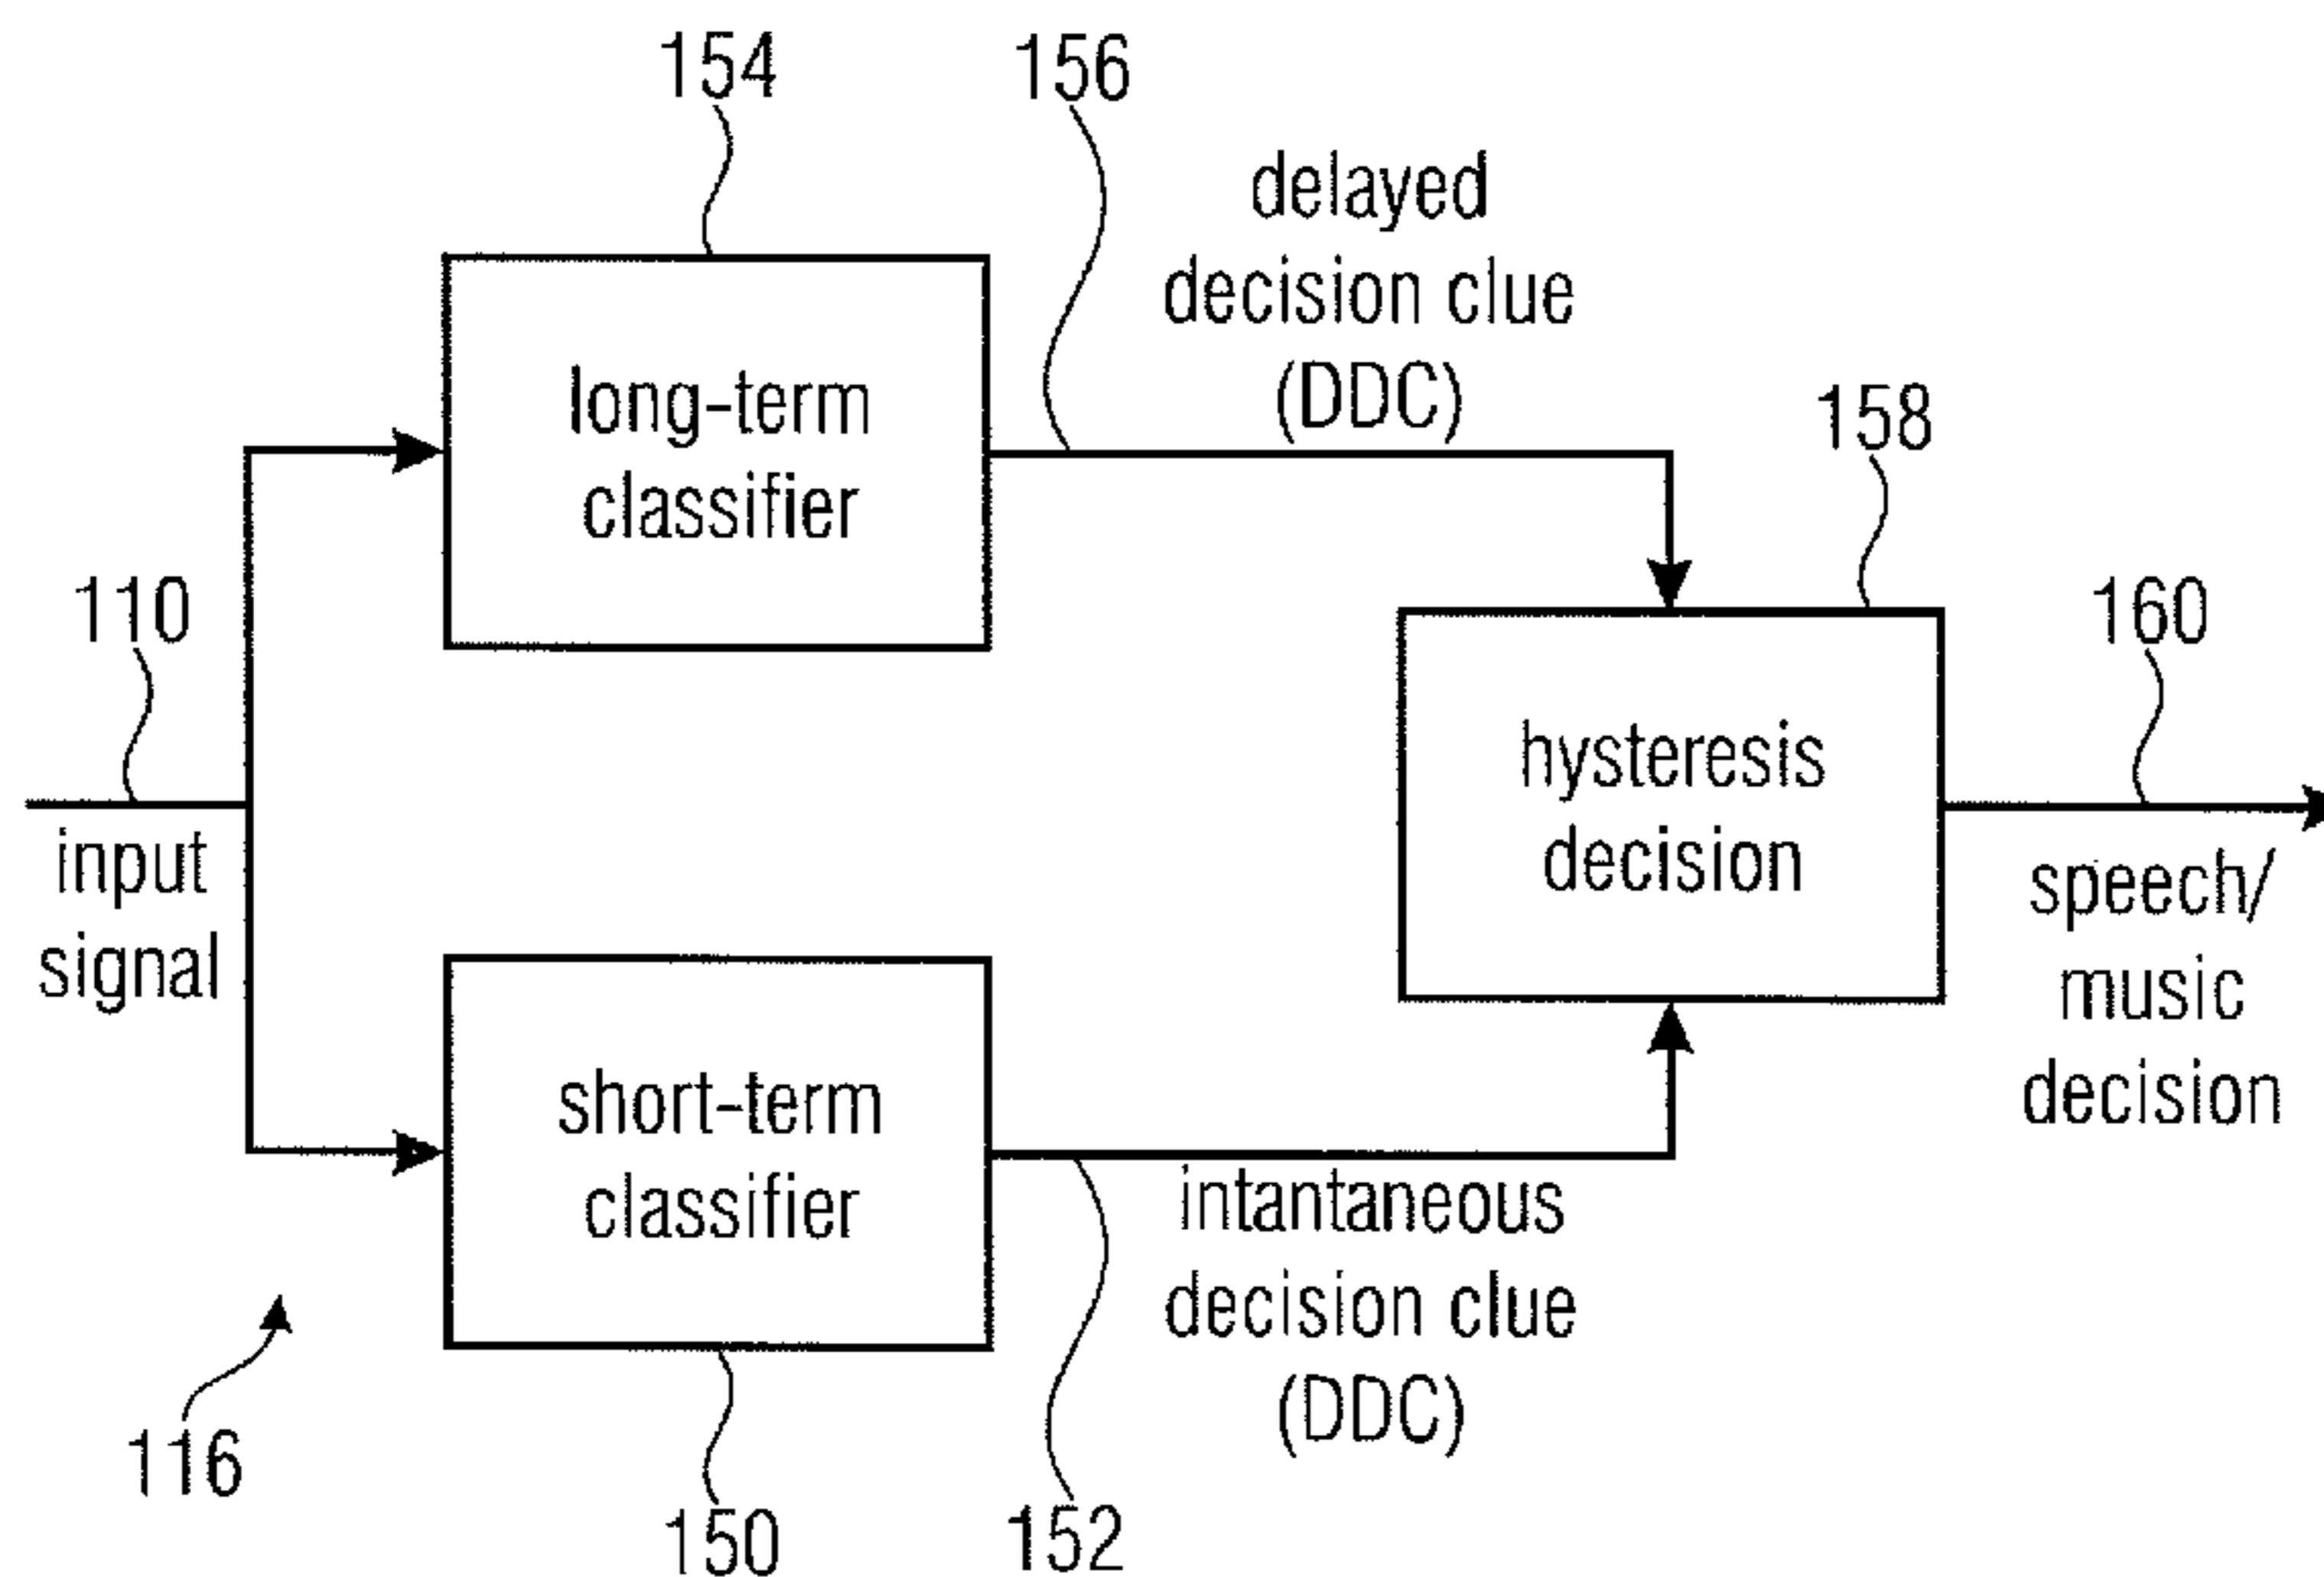 154
156
delayed
decision clue
(DDC)
long-term
classifier
158
110
160
input
signal
hysteresis
decision
speech/
music
decision
short-term
classifier
intantaneous
decision clue
(DDC)
116
150
152